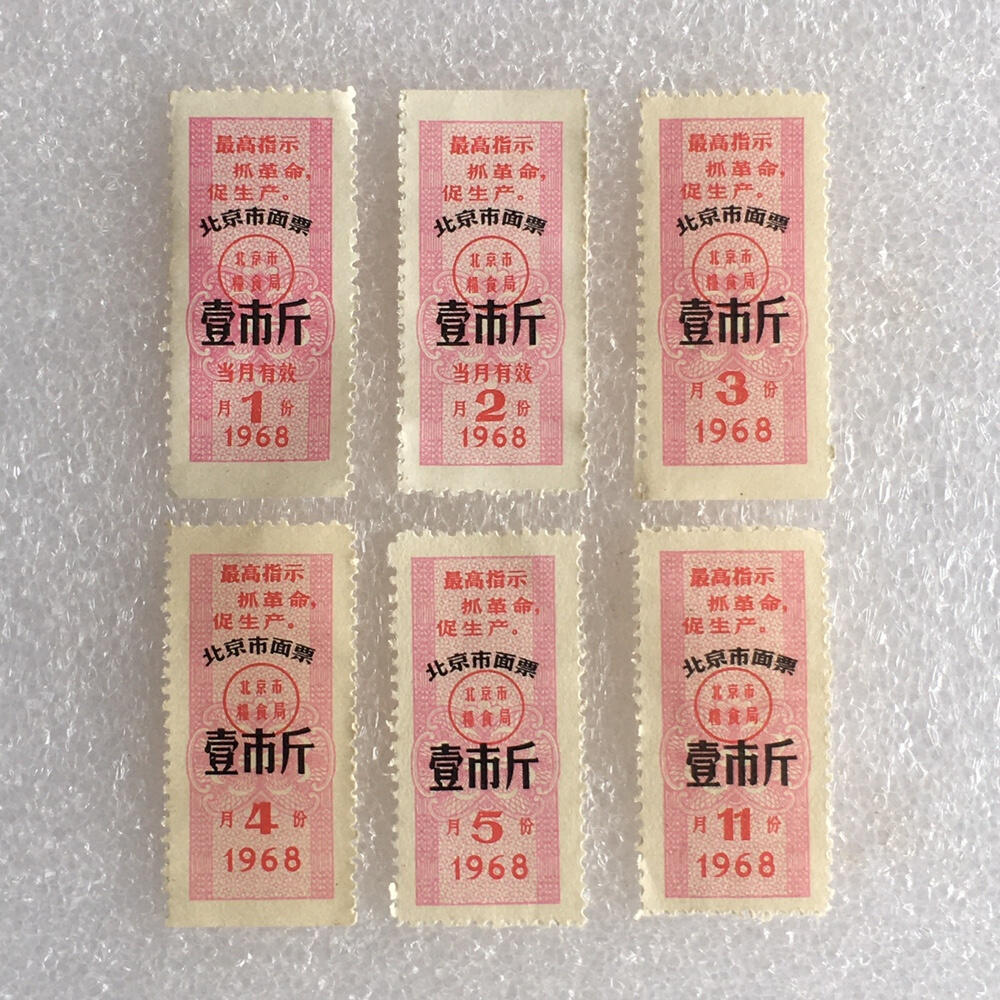 最高指示
抓革命,
促生产。
北京市面票
北京市
粮食局
壹市斤
当月有效
月1份
1968
最高指示
抓革命,
促生产。
北京市面票
北京市
粮食局
壹市斤
当月有效
月2份
1968
最高指示
抓革命,
促生产。
北京市面票
北京市
粮食局
壹市斤
月3份
1968
最高指示
抓革命,
促生产。
北京市面票
北京市
粮食局
壹市斤
月4份
1968
最高指示
抓革命,
促生产。
北京市面票
北京市
粮食局
壹市斤
月5份
1968
最高指示
抓革命,
促生产。
北京市面票
北京市
粮食局
壹市斤
月11份
1968